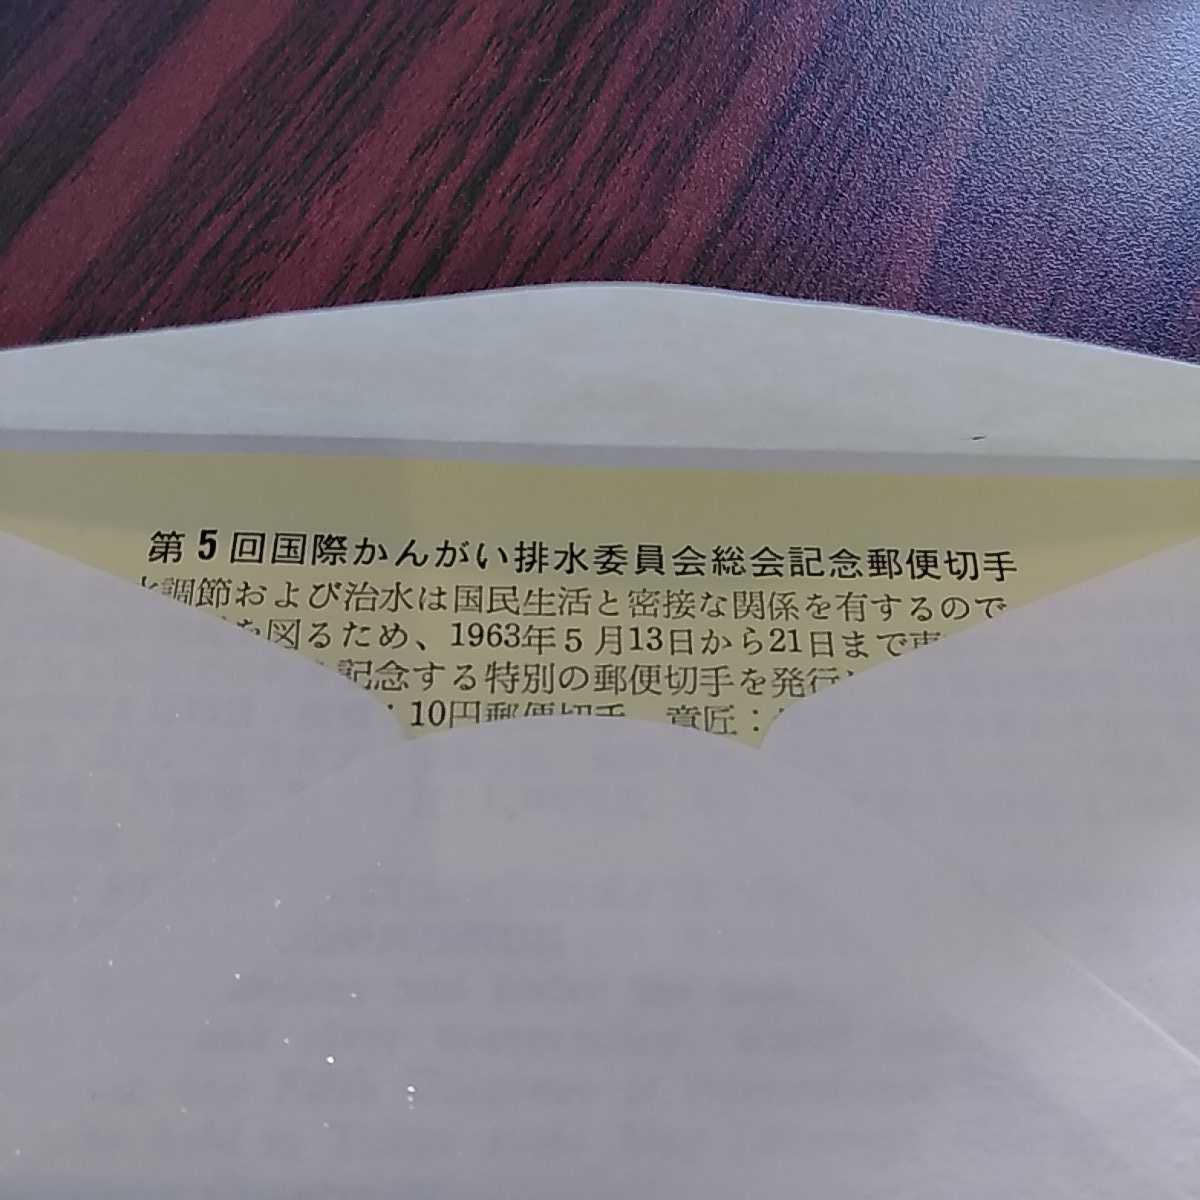 第5回国際かんがい排水委員会総会記念郵便切手
調節および治水は国民生活と密接な関係を有するので
を図るため、1963年5月13日から21日まで東
記念する特別の郵便切手を発行
：10円郵便切手　意匠：